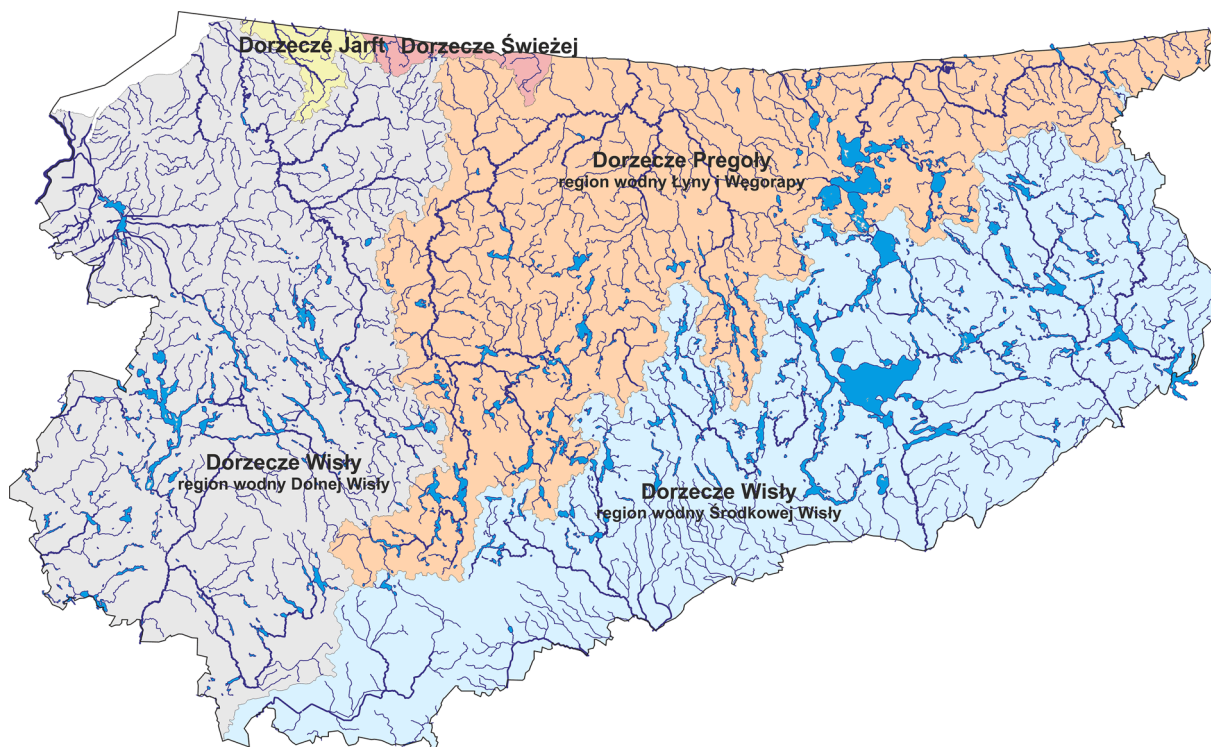 Dorzecze Jarft
Dorzecze Świeżej
Dorzecze Pregoły
region wodny Łyny i Węgorapy
Dorzecze Wisły
region wodny Dolnej Wisły
Dorzecze Wisły
region wodny Środkowej Wisły